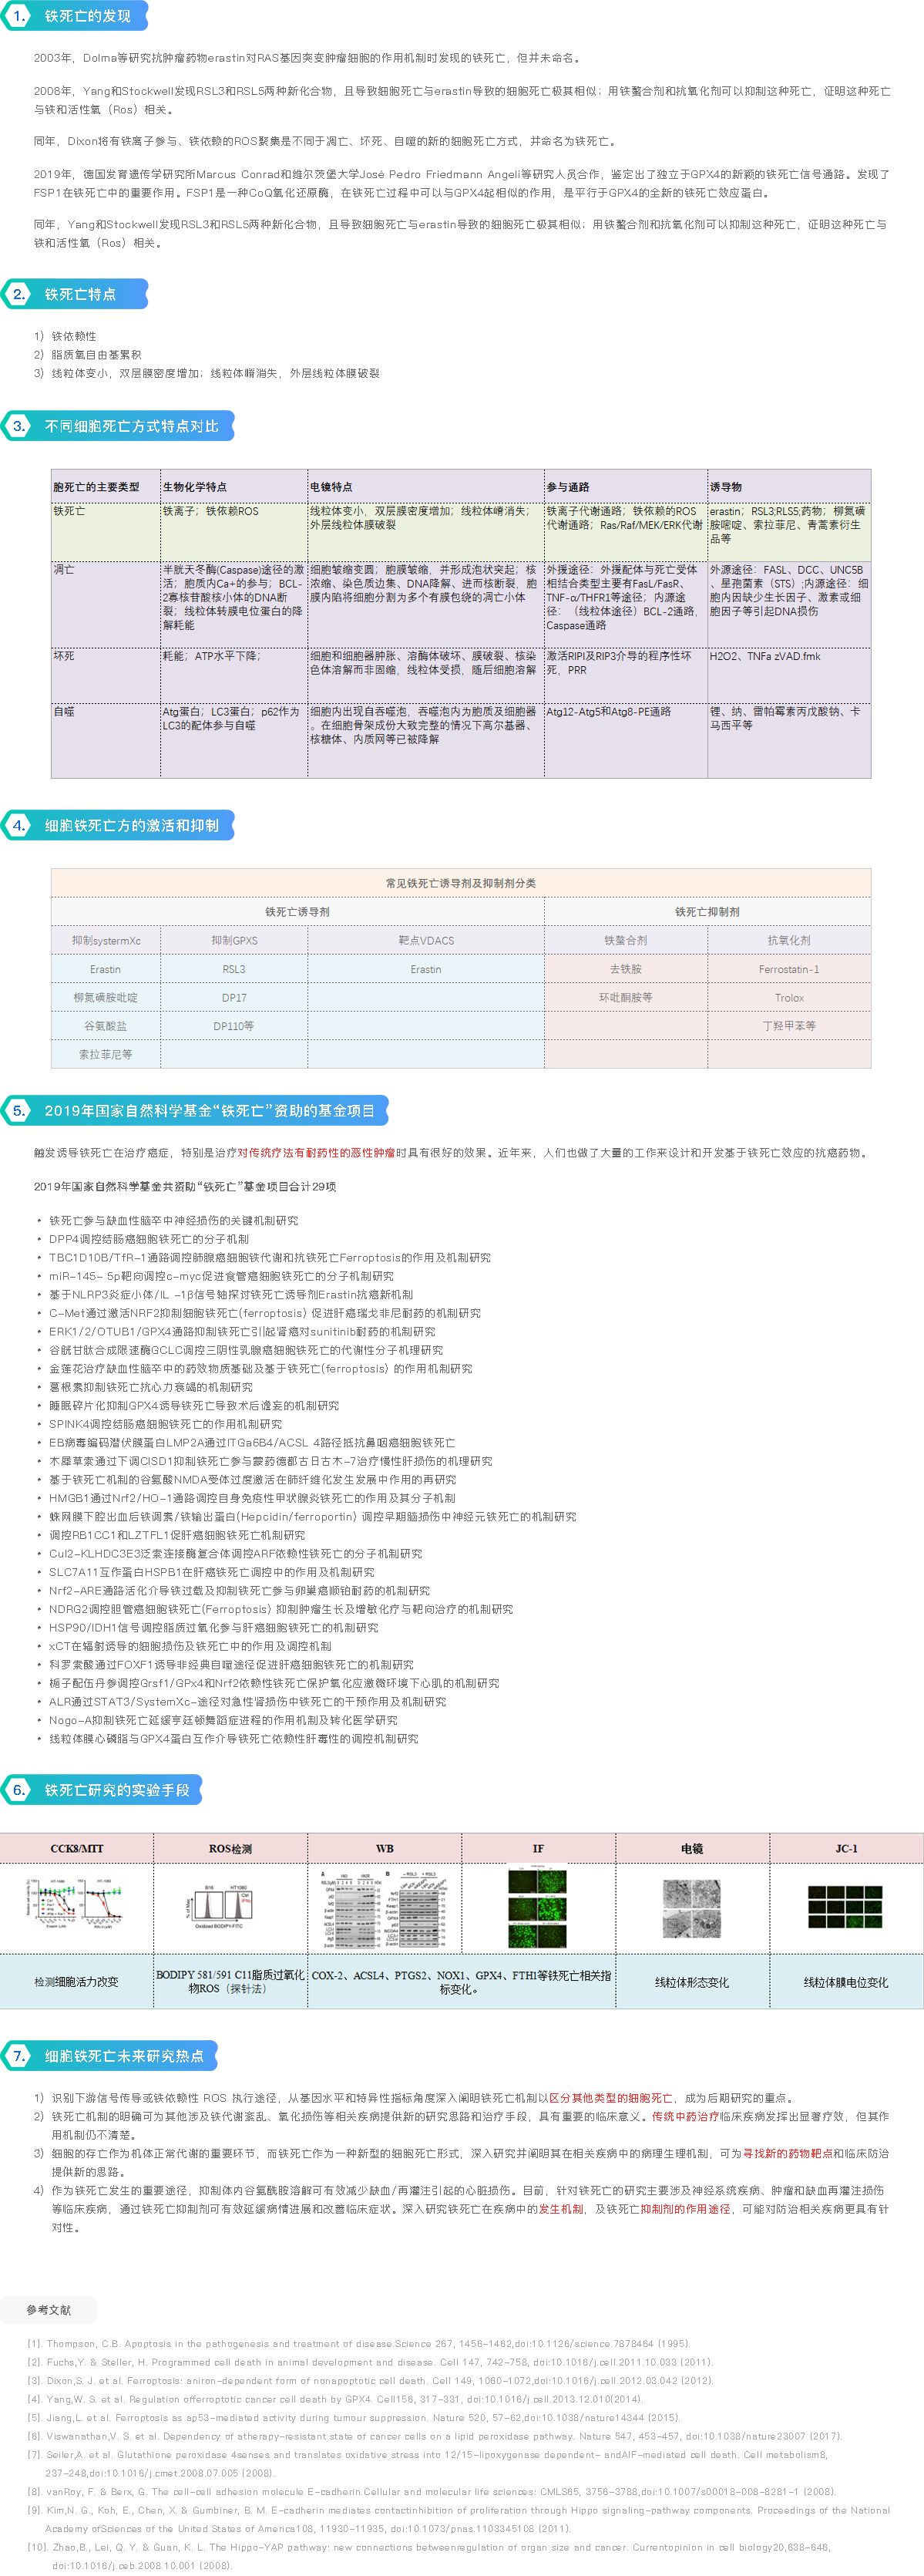 1. 铁死亡的发现
2003年，Dolma等研究抗肿瘤药物erastin对RAS基因突变肿瘤细胞的作用机制时发现的铁死亡，但并未命名。
2008年，Yang和Stockwell发现RSL3和RSL5两种新化合物，且导致细胞死亡与erastin导致的细胞死亡极其相似；用铁螯合剂和抗氧化剂可以抑制这种死亡，证明这种死亡
与铁和活性氧（Ros）相关。
同年，Dixon将有铁离子参与、铁依赖的ROS聚集是不同于凋亡、坏死、自噬的新的细胞死亡方式，并命名为铁死亡。
2019年，德国发育遗传学研究所Marcus Conrad和维尔茨堡大学José Pedro Friedmann Angeli等研究人员合作，鉴定出了独立于GPX4的新颖的铁死亡信号通路。发现了
FSP1在铁死亡中的重要作用。FSP1是一种CoQ氧化还原酶，在铁死亡过程中可以与GPX4起相似的作用，是平行于GPX4的全新的铁死亡效应蛋白。
同年，Yang和Stockwell发现RSL3和RSL5两种新化合物，且导致细胞死亡与erastin导致的细胞死亡极其相似；用铁螯合剂和抗氧化剂可以抑制这种死亡，证明这种死亡与
铁和活性氧（Ros）相关。
2. 铁死亡特点
1）铁依赖性
2）脂质氧自由基累积
3）线粒体变小，双层膜密度增加；线粒体嵴消失，外层线粒体膜破裂
3. 不同细胞死亡方式特点对比
胞死亡的主要类型 生物化学特点 电镜特点 参与通路 诱导物
铁死亡 铁离子；铁依赖ROS 线粒体变小，双层膜密度增加；线粒体嵴消失； 铁离子代谢通路；铁依赖的ROS erastin；RSL3;RLS5;药物；柳氮磺
外层线粒体膜破裂 代谢通路；Ras/Raf/MEK/ERK代谢 胺嘧啶、索拉菲尼、青蒿素衍生
品等
凋亡 半胱天冬酶(Caspase)途径的激 细胞皱缩变圆；胞膜皱缩，并形成泡状突起；核 外援途径：外援配体与死亡受体 外源途径：FASL、DCC、UNC5B
活；胞质内Ca+的参与；BCL- 浓缩、染色质边集、DNA降解、进而核断裂，胞 相结合类型主要有FasL/FasR、 、星孢菌素（STS）;内源途径：细
2寡核苷酸核小体的DNA断 膜内陷将细胞分割为多个有膜包绕的凋亡小体 TNF-α/THFR1等途径；内源途 胞内因缺少生长因子、激素或细
裂；线粒体转膜电位蛋白的降 径：（线粒体途径）BCL-2通路， 胞因子等引起DNA损伤
解耗能 Caspase通路
坏死 耗能；ATP水平下降； 细胞和细胞器肿胀、溶酶体破坏、膜破裂、核染 激活RIPI及RIP3介导的程序性坏 H2O2、TNFa zVAD.fmk
色体溶解而非固缩，线粒体受损，随后细胞溶解 死，PRR
自噬 Atg蛋白；LC3蛋白；p62作为 细胞内出现自吞噬泡，吞噬泡内为胞质及细胞器 Atg12-Atg5和Atg8-PE通路 锂、纳、雷帕霉素丙戊酸钠、卡
LC3的配体参与自噬 。在细胞骨架成份大致完整的情况下高尔基器、 马西平等
核糖体、内质网等已被降解
4. 细胞铁死亡方的激活和抑制
常见铁死亡诱导剂及抑制剂分类
铁死亡诱导剂 铁死亡抑制剂
抑制systermXc 抑制GPXS 靶点VDACS 铁螯合剂 抗氧化剂
Erastin RSL3 Erastin 去铁胺 Ferrostatin-1
柳氮磺胺吡啶 DP17 环吡酮胺等 Trolox
谷氨酸盐 DP110等 丁羟甲苯等
索拉菲尼等
5. 2019年国家自然科学基金“铁死亡”资助的基金项目
触发诱导铁死亡在治疗癌症，特别是治疗对传统疗法有耐药性的恶性肿瘤时具有很好的效果。近年来，人们也做了大量的工作来设计和开发基于铁死亡效应的抗癌药物。
2019年国家自然科学基金共资助“铁死亡”基金项目合计29项
• 铁死亡参与缺血性脑卒中神经损伤的关键机制研究
• DPP4调控结肠癌细胞铁死亡的分子机制
• TBC1D10B/TfR-1通路调控肺腺癌细胞铁代谢和抗铁死亡Ferroptosis的作用及机制研究
• miR-145- 5p靶向调控c-myc促进食管癌细胞铁死亡的分子机制研究
• 基于NLRP3炎症小体/IL -1β信号轴探讨铁死亡诱导剂Erastin抗癌新机制
• C-Met通过激活NRF2抑制细胞铁死亡(ferroptosis) 促进肝癌瑞戈非尼耐药的机制研究
• ERK1/2/OTUB1/GPX4通路抑制铁死亡引|起肾癌对sunitinib耐药的机制研究
• 谷胱甘肽合成限速酶GCLC调控三阴性乳腺癌细胞铁死亡的代谢性分子机理研究
• 金莲花治疗缺血性脑卒中的药效物质基础及基于铁死亡(ferroptosis) 的作用机制研究
• 葛根素抑制铁死亡抗心力衰竭的机制研究
• 睡眠碎片化抑制GPX4诱导铁死亡导致术后谵妄的机制研究
• SPINK4调控结肠癌细胞铁死亡的作用机制研究
• EB病毒编码潜伏膜蛋白LMP2A通过ITGa6B4/ACSL 4路径抵抗鼻咽癌细胞铁死亡
• 木犀草素通过下调CISD1抑制铁死亡参与蒙药德都古日古木-7治疗慢性肝损伤的机理研究
• 基于铁死亡机制的谷氨酸NMDA受体过度激活在肺纤维化发生发展中作用的再研究
• HMGB1通过Nrf2/HO-1通路调控自身免疫性甲状腺炎铁死亡的作用及其分子机制
• 蛛网膜下腔出血后铁调素/铁输出蛋白(Hepcidin/ferroportin) 调控早期脑损伤中神经元铁死亡的机制研究
• 调控RB1CC1和LZTFL1促肝癌细胞铁死亡机制研究
• Cul2-KLHDC3E3泛素连接酶复合体调控ARF依赖性铁死亡的分子机制研究
• SLC7A11互作蛋白HSPB1在肝癌铁死亡调控中的作用及机制研究
• Nrf2-ARE通路活化介导铁过载及抑制铁死亡参与卵巢癌顺铂耐药的机制研究
• NDRG2调控胆管癌细胞铁死亡(Ferroptosis) 抑制肿瘤生长及增敏化疗与靶向治疗的机制研究
• HSP90/IDH1信号调控脂质过氧化参与肝癌细胞铁死亡的机制研究
• xCT在辐射诱导的细胞损伤及铁死亡中的作用及调控机制
• 科罗索酸通过FOXF1诱导非经典自噬途径促进肝癌细胞铁死亡的机制研究
• 栀子配伍丹参调控Grsf1/GPx4和Nrf2依赖性铁死亡保护氧化应激微环境下心肌的机制研究
• ALR通过STAT3/SystemXc-途径对急性肾损伤中铁死亡的干预作用及机制研究
• Nogo-A抑制铁死亡延缓亨廷顿舞蹈症进程的作用机制及转化医学研究
• 线粒体膜心磷脂与GPX4蛋白互作介导铁死亡依赖性肝毒性的调控机制研究
6. 铁死亡研究的实验手段
CCK8/MTT ROS检测 WB IF 电镜 JC-1
检测细胞活力改变 BODIPY 581/591 C11脂质过氧化 COX-2、ACSL4、PTGS2、NOX1、GPX4、FTH1等铁死亡相关指 线粒体形态变化 线粒体膜电位变化
物ROS（探针法） 标变化。
7. 细胞铁死亡未来研究热点
1）识别下游信号传导或铁依赖性 ROS 执行途径，从基因水平和特异性指标角度深入阐明铁死亡机制以区分其他类型的细胞死亡，成为后期研究的重点。
2）铁死亡机制的明确可为其他涉及铁代谢紊乱、氧化损伤等相关疾病提供新的研究思路和治疗手段，具有重要的临床意义。传统中药治疗临床疾病发挥出显著疗效，但其作
用机制仍不清楚。
3）细胞的存亡作为机体正常代谢的重要环节，而铁死亡作为一种新型的细胞死亡形式，深入研究并阐明其在相关疾病中的病理生理机制，可为寻找新的药物靶点和临床防治
提供新的思路。
4）作为铁死亡发生的重要途径，抑制体内谷氨酰胺溶解可有效减少缺血/再灌注引起的心脏损伤。目前，针对铁死亡的研究主要涉及神经系统疾病、肿瘤和缺血再灌注损伤
等临床疾病，通过铁死亡抑制剂可有效延缓病情进展和改善临床症状。深入研究铁死亡在疾病中的发生机制，及铁死亡抑制剂的作用途径，可能对防治相关疾病更具有针
对性。
参考文献
[1]. Thompson, C.B. Apoptosis in the pathogenesis and treatment of disease.Science 267, 1456-1462,doi:10.1126/science.7878464 (1995).
[2]. Fuchs,Y. & Steller, H. Programmed cell death in animal development and disease. Cell 147, 742-758, doi:10.1016/j.cell.2011.10.033 (2011).
[3]. Dixon,S. J. et al. Ferroptosis: aniron-dependent form of nonapoptotic cell death. Cell 149, 1060-1072,doi:10.1016/j.cell.2012.03.042 (2012).
[4]. Yang,W. S. et al. Regulation offerroptotic cancer cell death by GPX4. Cell156, 317-331, doi:10.1016/j.cell.2013.12.010(2014).
[5]. Jiang,L. et al. Ferroptosis as ap53-mediated activity during tumour suppression. Nature 520, 57-62,doi:10.1038/nature14344 (2015).
[6]. Viswanathan,V. S. et al. Dependency of atherapy-resistant state of cancer cells on a lipid peroxidase pathway. Nature 547, 453-457, doi:10.1038/nature23007 (2017).
[7]. Seiler,A. et al. Glutathione peroxidase 4senses and translates oxidative stress into 12/15-lipoxygenase dependent- andAIF-mediated cell death. Cell metabolism8,
237-248,doi:10.1016/j.cmet.2008.07.005 (2008).
[8]. vanRoy, F. & Berx, G. The cell-cell adhesion molecule E-cadherin.Cellular and molecular life sciences: CMLS65, 3756-3788,doi:10.1007/s00018-008-8281-1 (2008).
[9]. Kim,N. G., Koh, E., Chen, X. & Gumbiner, B. M. E-cadherin mediates contactinhibition of proliferation through Hippo signaling-pathway components. Proceedings of the National
Academy ofSciences of the United States of America108, 11930-11935, doi:10.1073/pnas.1103345108 (2011).
[10]. Zhao,B., Lei, Q. Y. & Guan, K. L. The Hippo-YAP pathway: new connections betweenregulation of organ size and cancer. Currentopinion in cell biology20,638-646,
doi:10.1016/j.ceb.2008.10.001 (2008).